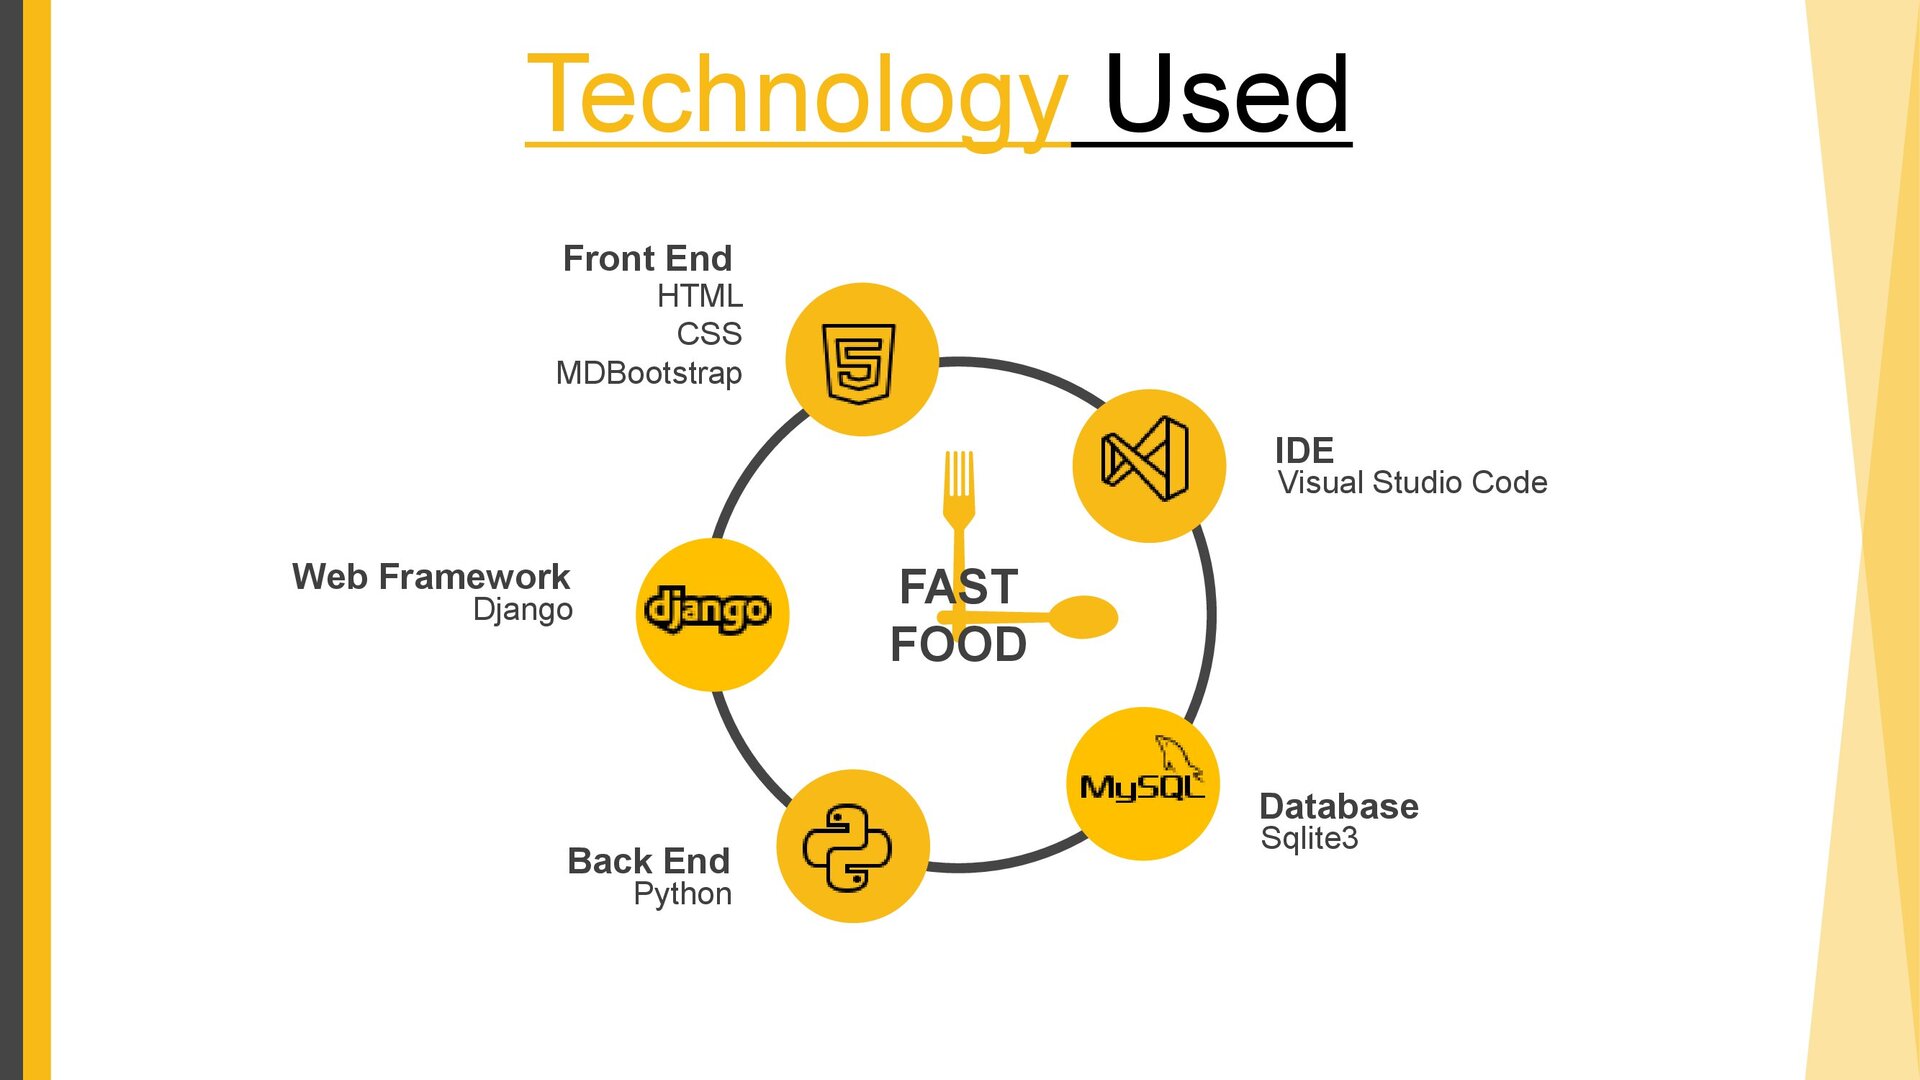 Technology Used
Front End
HTML
CSS
MDBootstrap
IDE
Visual Studio Code
Web Framework
Django
django
FAST
FOOD
MySQL
Database
Sqlite3
Back End
Python